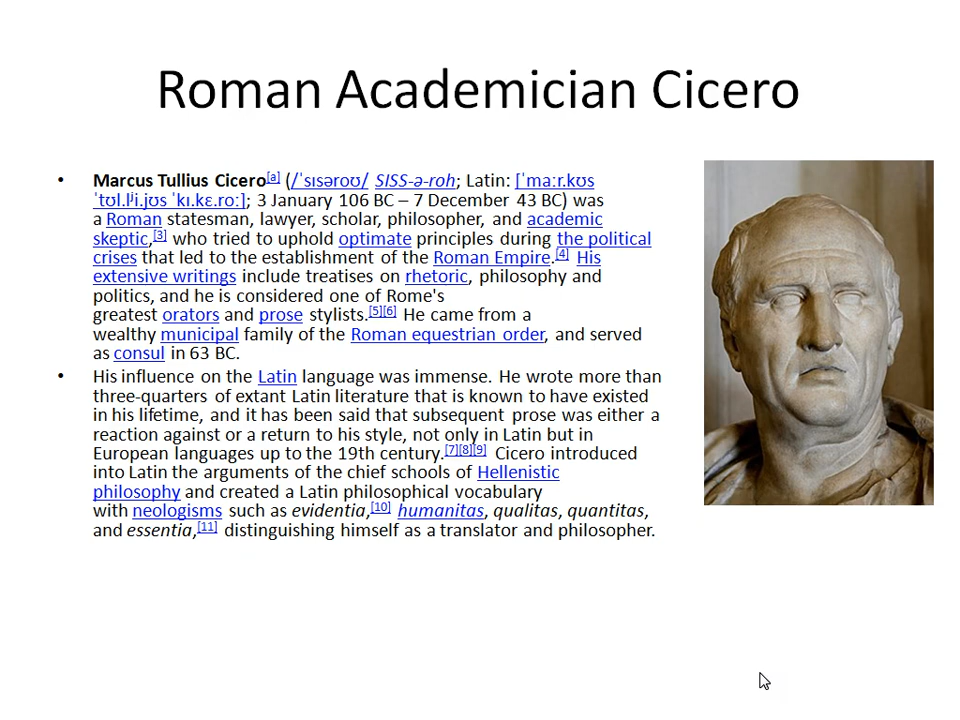 Roman Academician Cicero
• Marcus Tullius Cicero[a] (/ˈsɪsəroʊ/ SISS-ə-roh; Latin: [ˈmaːr.kʊs
ˈtʊl.lʲi.jʊs ˈkɪ.kɛ.roː]; 3 January 106 BC – 7 December 43 BC) was
a Roman statesman, lawyer, scholar, philosopher, and academic
skeptic,[3] who tried to uphold optimate principles during the political
crises that led to the establishment of the Roman Empire.[4] His
extensive writings include treatises on rhetoric, philosophy and
politics, and he is considered one of Rome's
greatest orators and prose stylists.[5][6] He came from a
wealthy municipal family of the Roman equestrian order, and served
as consul in 63 BC.
• His influence on the Latin language was immense. He wrote more than
three-quarters of extant Latin literature that is known to have existed
in his lifetime, and it has been said that subsequent prose was either a
reaction against or a return to his style, not only in Latin but in
European languages up to the 19th century.[7][8][9] Cicero introduced
into Latin the arguments of the chief schools of Hellenistic
philosophy and created a Latin philosophical vocabulary
with neologisms such as evidentia,[10] humanitas, qualitas, quantitas,
and essentia,[11] distinguishing himself as a translator and philosopher.